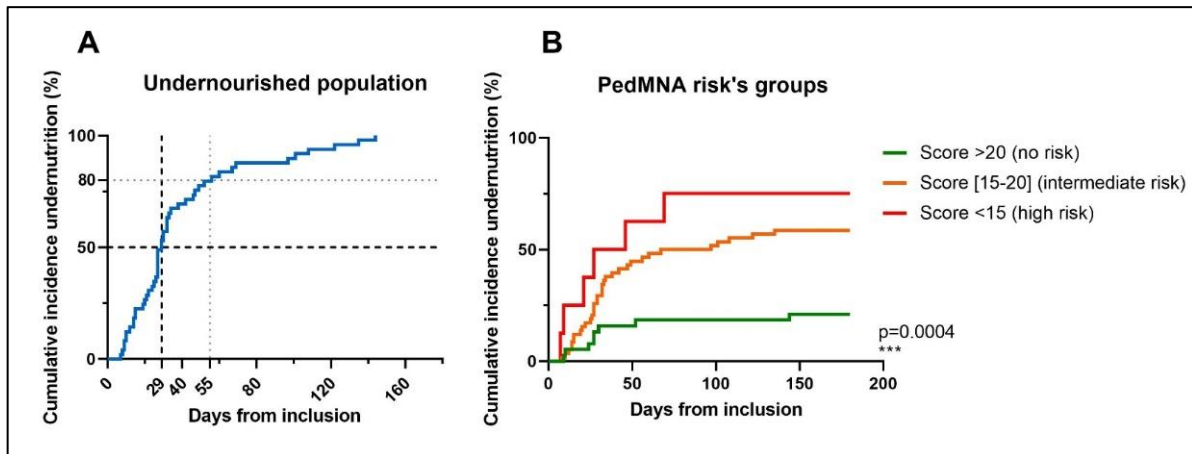 A
Undernourished population
Cumulative incidence undernutrition (%)
100
80
50
0
0
29
40
55
80
120
160
Days from inclusion
B
PedMNA risk's groups
Cumulative incidence undernutrition (%)
100
50
0
0
50
100
150
200
Days from inclusion
Score >20 (no risk)
Score [15-20] (intermediate risk)
Score <15 (high risk)
p=0.0004
***